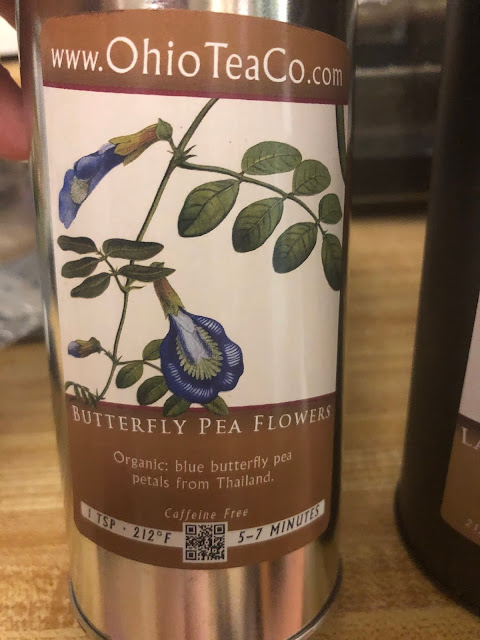 www.OhioTeaCo.com
BUTTERFLY PEA FLOWERS
Organic: blue butterfly pea
petals from Thailand.
Caffeine Free
1 TSP · 212°F 5-7 MINUTES